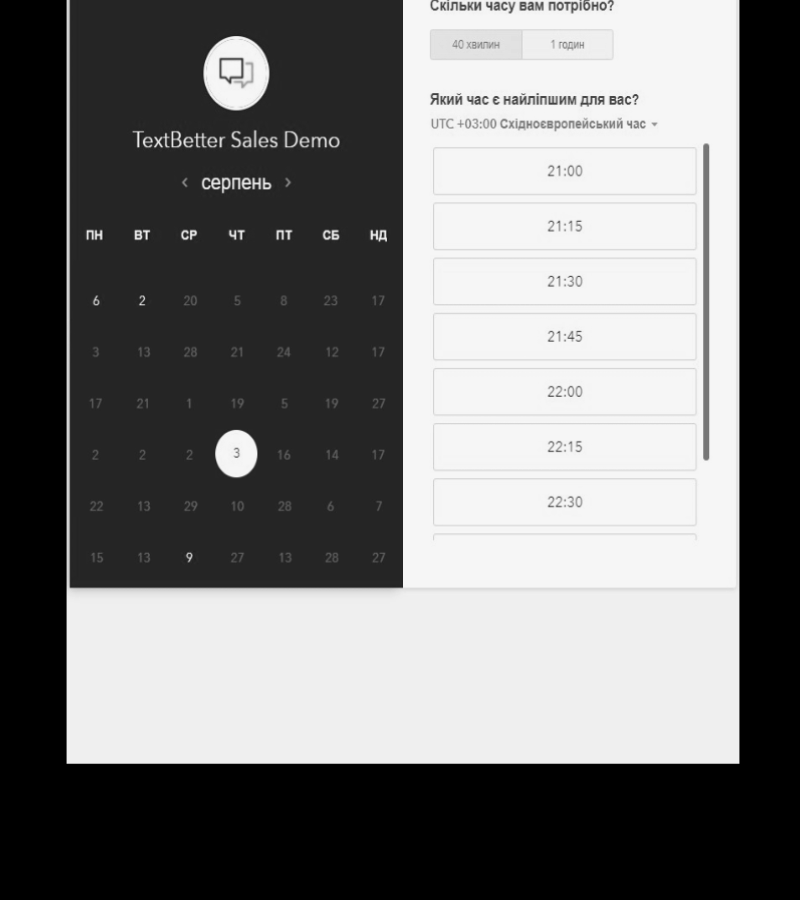 TextBetter Sales Demo
серпень
ПН ВТ СР ЧТ ПТ СБ НД
6 2 20 5 8 23 17
3 13 28 21 24 12 17
17 21 1 19 5 19 27
2 2 2 3 16 14 17
22 13 29 10 28 6 7
15 13 9 27 13 28 27
Скільки часу вам потрібно?
40 хвилин 1 годин
Який час є найліпшим для вас?
UTC +03:00 Східноєвропейський час
21:00
21:15
21:30
21:45
22:00
22:15
22:30